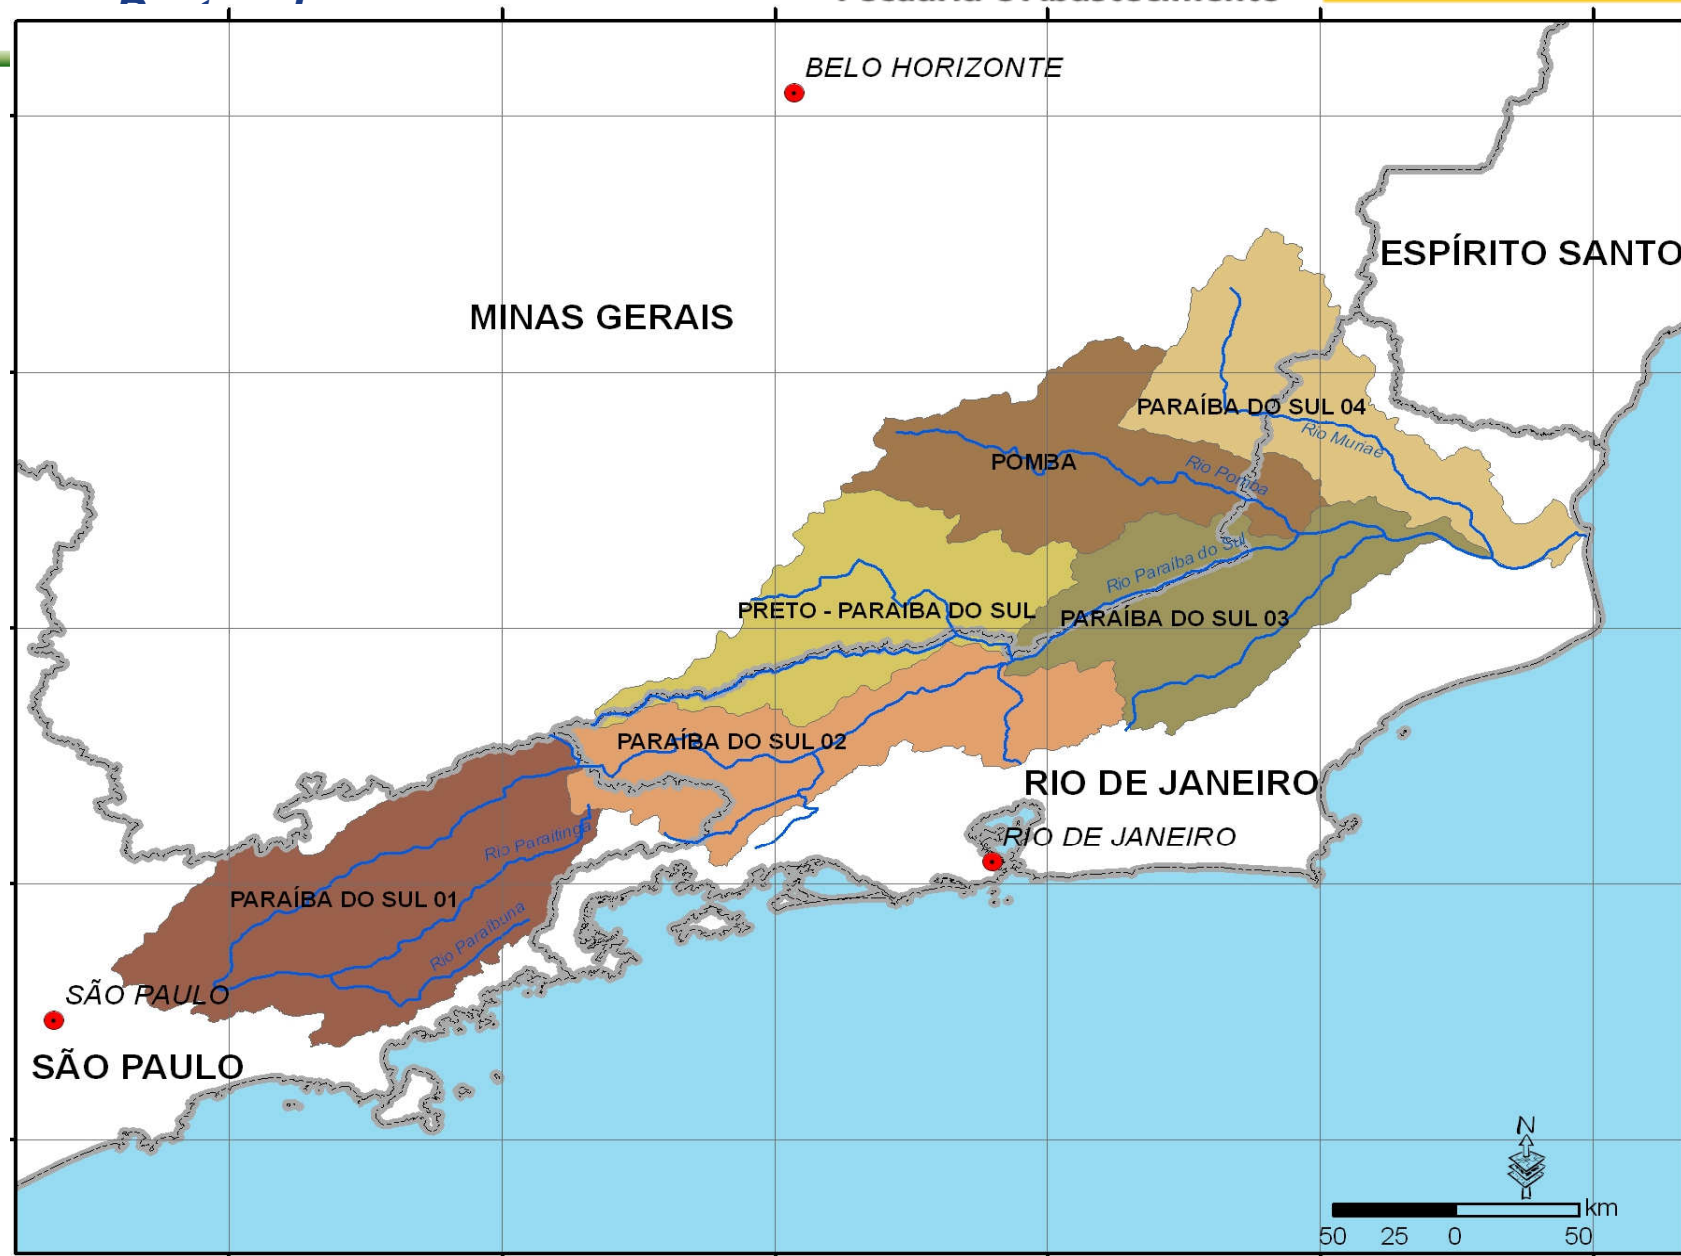 BELO HORIZONTE
ESPÍRITO SANTO
MINAS GERAIS
PARAÍBA DO SUL 04
Rio Muriaé
POMBA
Rio Pomba
Rio Paraíba do Sul
PRETO - PARAÍBA DO SUL
PARAÍBA DO SUL 03
PARAÍBA DO SUL 02
RIO DE JANEIRO
RIO DE JANEIRO
Rio Paraitinga
PARAÍBA DO SUL 01
Rio Paraíbuna
SÃO PAULO
SÃO PAULO
N
km
50 25 0 50